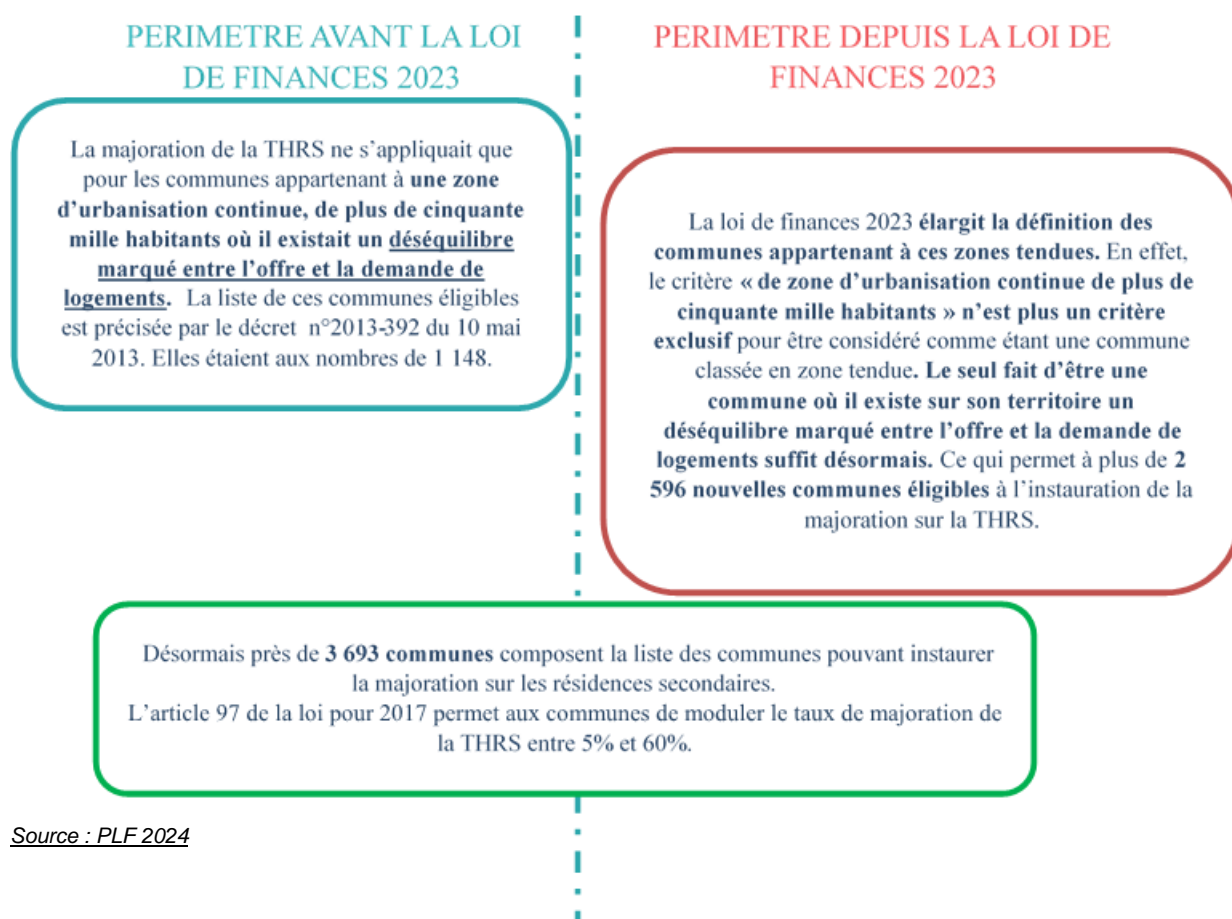 PERIMETRE AVANT LA LOI
DE FINANCES 2023
La majoration de la THRS ne s’appliquait que
pour les communes appartenant à une zone
d’urbanisation continue, de plus de cinquante
mille habitants où il existait un déséquilibre
marqué entre l’offre et la demande de
logements. La liste de ces communes éligibles
est précisée par le décret n°2013-392 du 10 mai
2013. Elles étaient aux nombres de 1 148.
PERIMETRE DEPUIS LA LOI DE
FINANCES 2023
La loi de finances 2023 élargit la définition des
communes appartenant à ces zones tendues. En effet,
le critère « de zone d’urbanisation continue de plus de
cinquante mille habitants » n’est plus un critère
exclusif pour être considéré comme étant une commune
classée en zone tendue. Le seul fait d’être une
commune où il existe sur son territoire un
déséquilibre marqué entre l’offre et la demande de
logements suffit désormais. Ce qui permet à plus de 2
596 nouvelles communes éligibles à l’instauration de la
majoration sur la THRS.
Désormais près de 3 693 communes composent la liste des communes pouvant instaurer
la majoration sur les résidences secondaires.
L’article 97 de la loi pour 2017 permet aux communes de moduler le taux de majoration de
la THRS entre 5% et 60%.
Source : PLF 2024